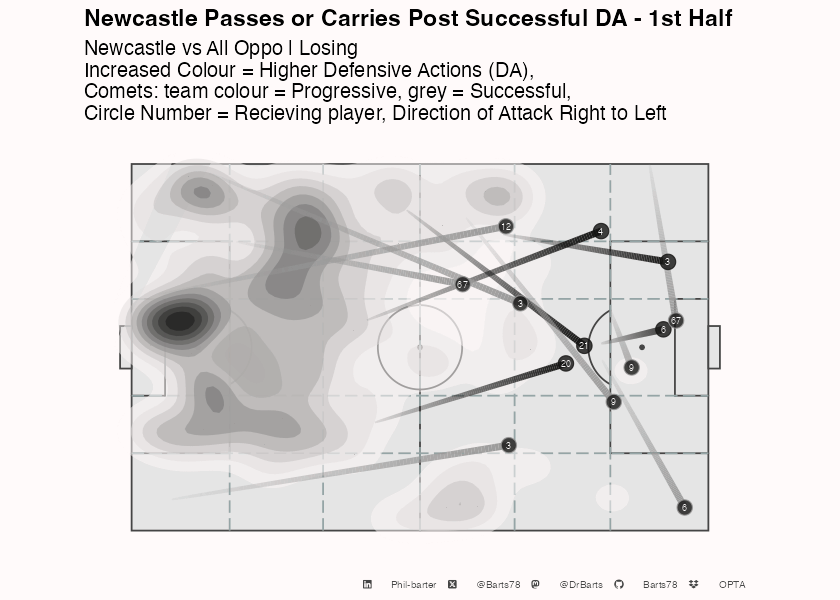 Newcastle Passes or Carries Post Successful DA - 1st Half
Newcastle vs All Oppo | Losing
Increased Colour = Higher Defensive Actions (DA),
Comets: team colour = Progressive, grey = Successful,
Circle Number = Recieving player, Direction of Attack Right to Left
12
4
3
67
3
67
6
21
20
9
9
3
6
Phil-barter @Barts78 @DrBarts Barts78 OPTA